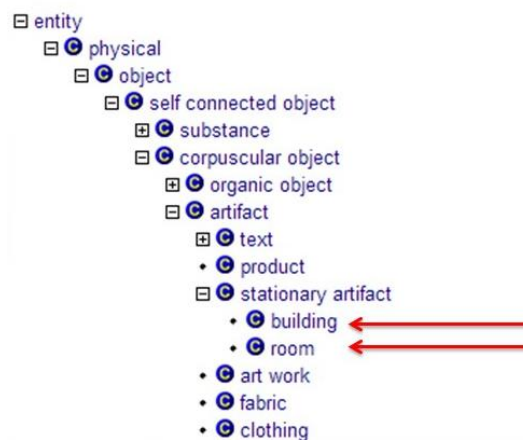 entity
C physical
C object
C self connected object
C substance
C corpuscular object
C organic object
C artifact
C text
C product
C stationary artifact
C building
C room
C art work
C fabric
C clothing